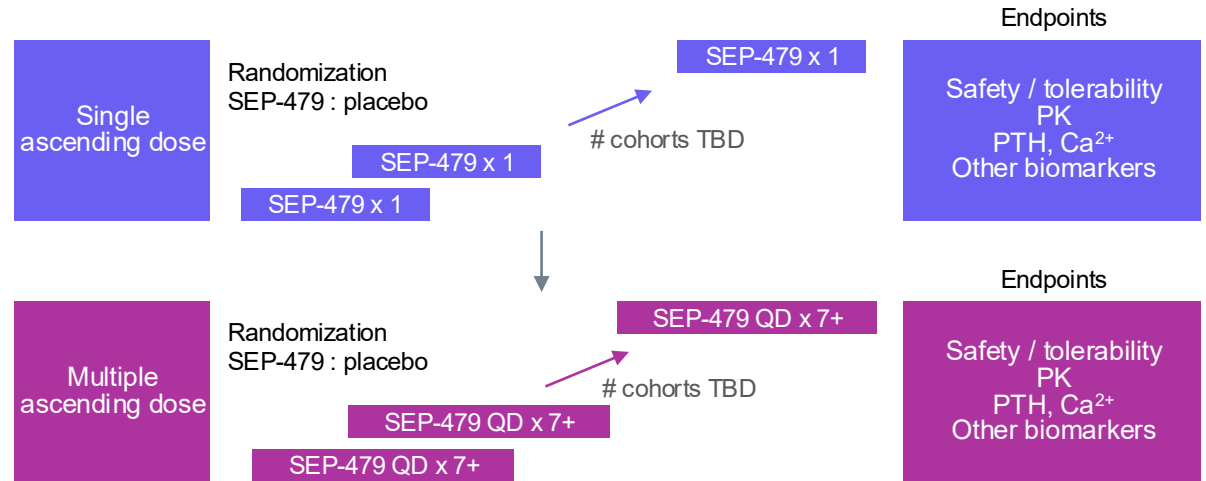 Endpoints
Single
ascending dose
Randomization
SEP-479 : placebo
SEP-479 x 1
# cohorts TBD
SEP-479 x 1
SEP-479 x 1
Safety / tolerability
PK
PTH, Ca²⁺
Other biomarkers
Endpoints
Multiple
ascending dose
Randomization
SEP-479 : placebo
SEP-479 QD x 7+
# cohorts TBD
SEP-479 QD x 7+
SEP-479 QD x 7+
Safety / tolerability
PK
PTH, Ca²⁺
Other biomarkers